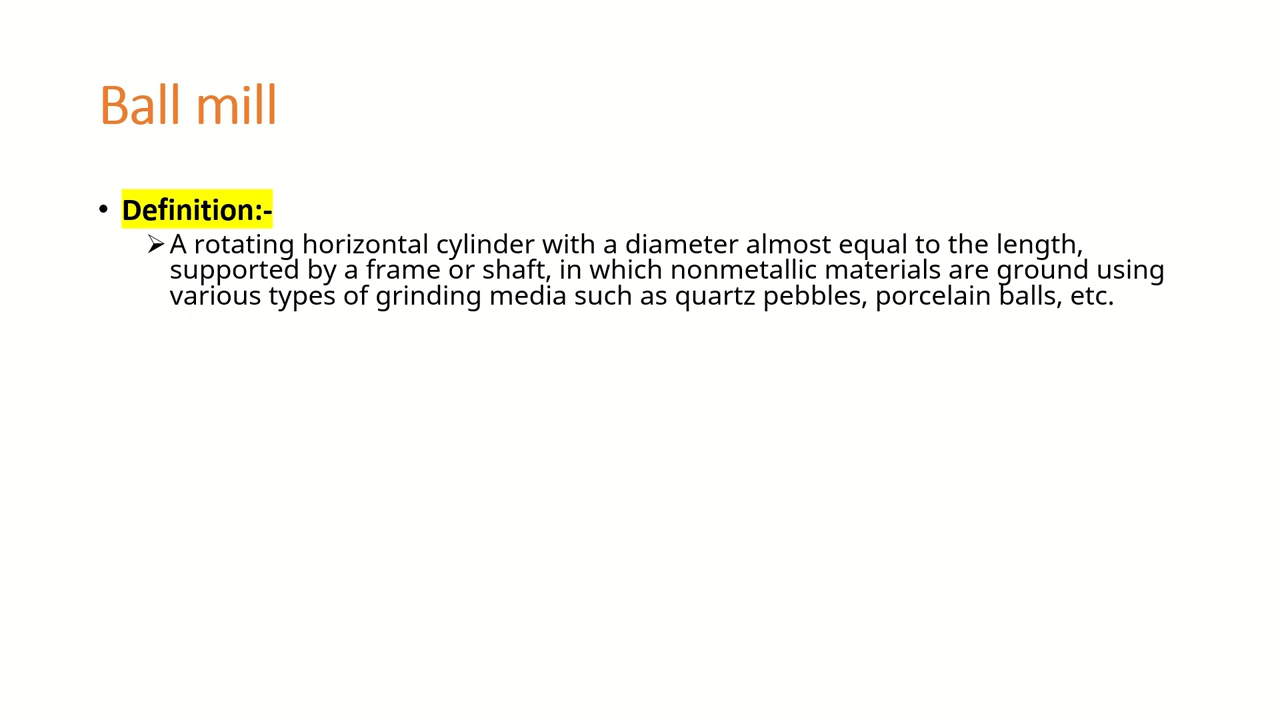 Ball mill
• Definition:-
➢ A rotating horizontal cylinder with a diameter almost equal to the length,
supported by a frame or shaft, in which nonmetallic materials are ground using
various types of grinding media such as quartz pebbles, porcelain balls, etc.